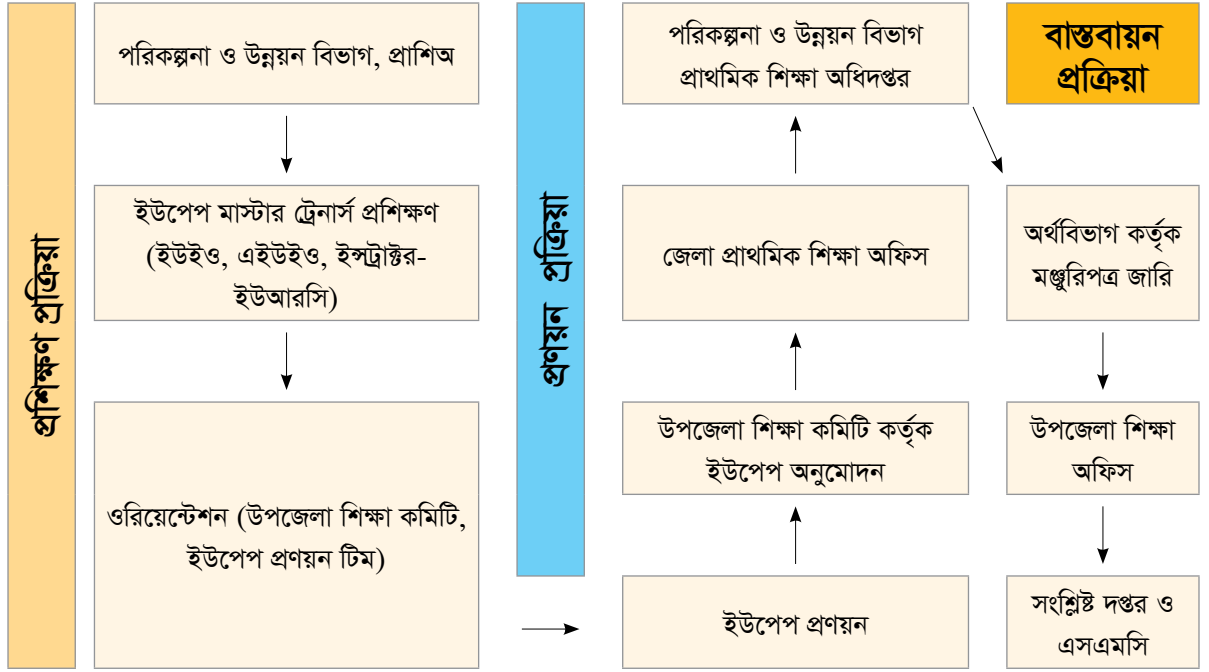 প্রশিক্ষণ প্রক্রিয়া
পরিকল্পনা ও উন্নয়ন বিভাগ, প্রাশিঅ
ইউপেপ মাস্টার ট্রেনার্স প্রশিক্ষণ
(ইউইও, এইউইও, ইন্সট্রাক্টর-
ইউআরসি)
ওরিয়েন্টেশন (উপজেলা শিক্ষা কমিটি,
ইউপেপ প্রণয়ন টিম)
প্রণয়ন প্রক্রিয়া
পরিকল্পনা ও উন্নয়ন বিভাগ
প্রাথমিক শিক্ষা অধিদপ্তর
জেলা প্রাথমিক শিক্ষা অফিস
উপজেলা শিক্ষা কমিটি কর্তৃক
ইউপেপ অনুমোদন
ইউপেপ প্রণয়ন
বাস্তবায়ন
প্রক্রিয়া
অর্থবিভাগ কর্তৃক
মঞ্জুরিপত্র জারি
উপজেলা শিক্ষা
অফিস
সংশ্লিষ্ট দপ্তর ও
এসএমসি